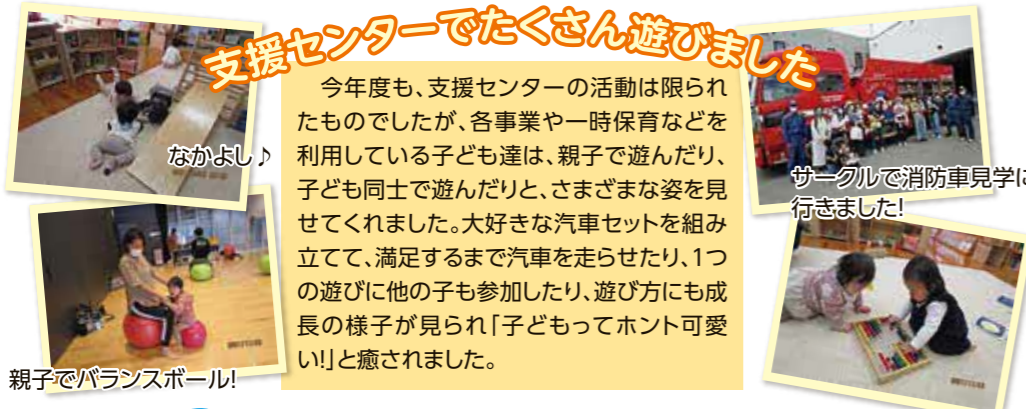 支援センターでたくさん遊びました
今年度も、支援センターの活動は限られ
たものでしたが、各事業や一時保育などを
利用している子ども達は、親子で遊んだり、
子ども同士で遊んだりと、さまざまな姿を見
せてくれました。大好きな汽車セットを組み
立てて、満足するまで汽車を走らせたり、1つ
の遊びに他の子も参加したり、遊び方にも成
長の様子が見られ「子どもってホント可愛
い!」と癒されました。
なかよし♪
親子でバランスボール!
サークルで消防車見学に
行きました!